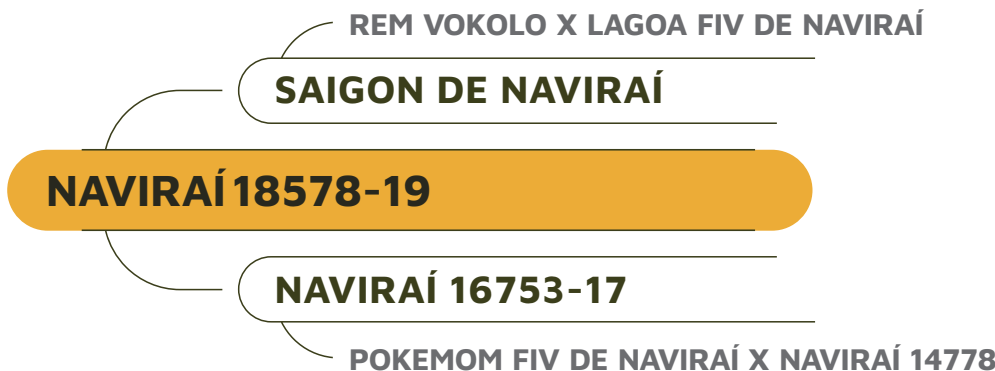 REM VOKOLO X LAGOA FIV DE NAVIRAÍ
SAIGON DE NAVIRAÍ
NAVIRAÍ 18578-19
NAVIRAÍ 16753-17
POKEMOM FIV DE NAVIRAÍ X NAVIRAÍ 14778